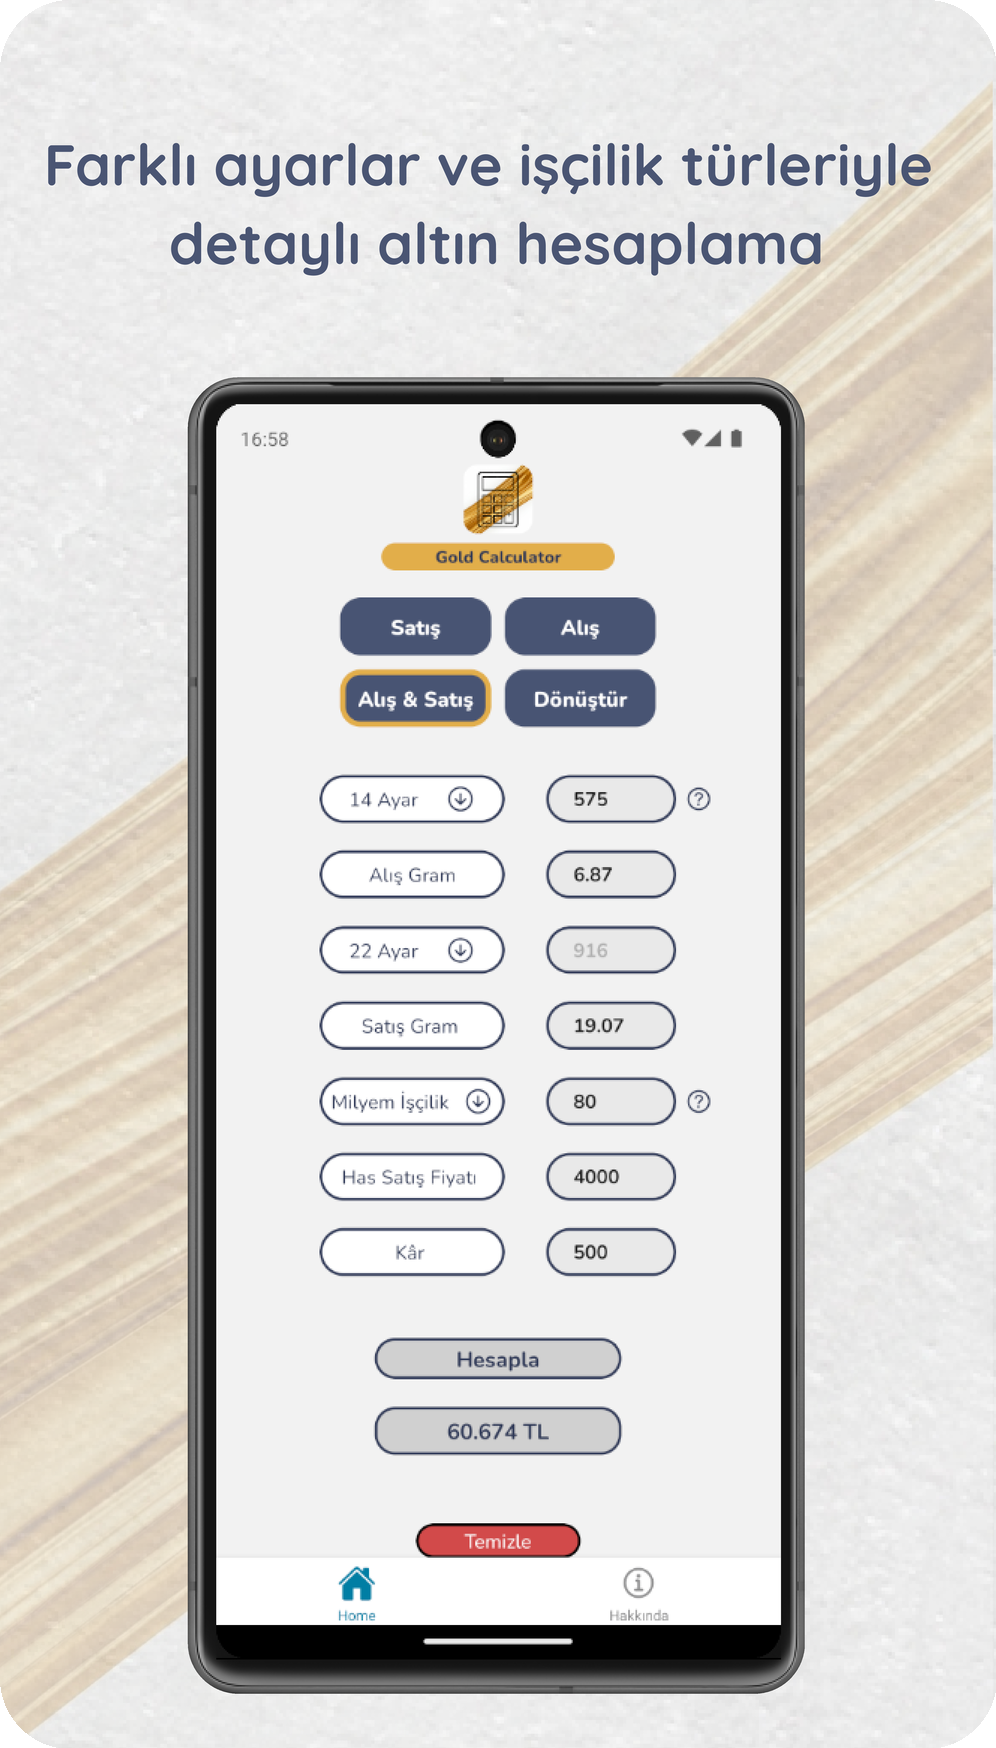 Farklı ayarlar ve işçilik türleriyle
detaylı altın hesaplama
16:58
Gold Calculator
Satış Alış
Alış & Satış Dönüştür
14 Ayar 575 ?
Alış Gram 6.87
22 Ayar 916
Satış Gram 19.07
Milyem İşçilik 80 ?
Has Satış Fiyatı 4000
Kâr 500
Hesapla
60.674 TL
Temizle
Home Hakkında